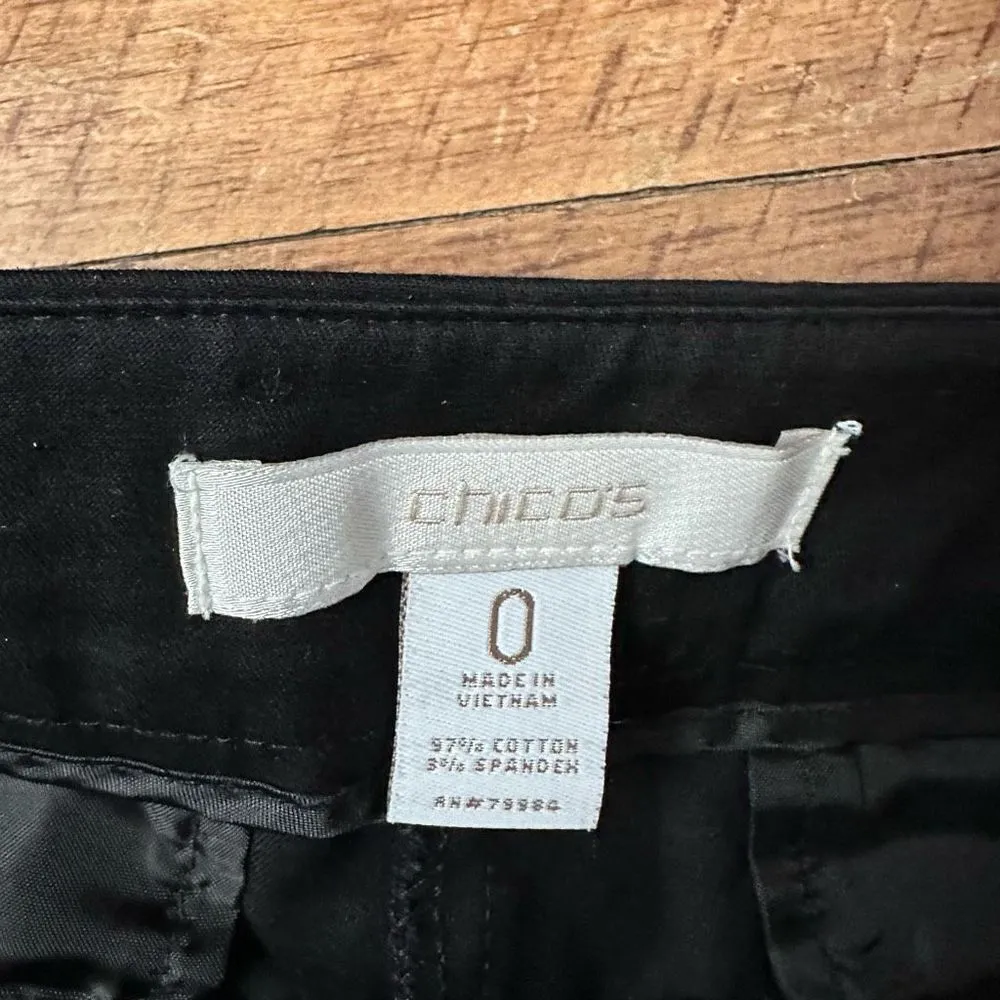 chico's
0
MADE IN
VIETNAM
97% COTTON
3% SPANDEX
RN#79984